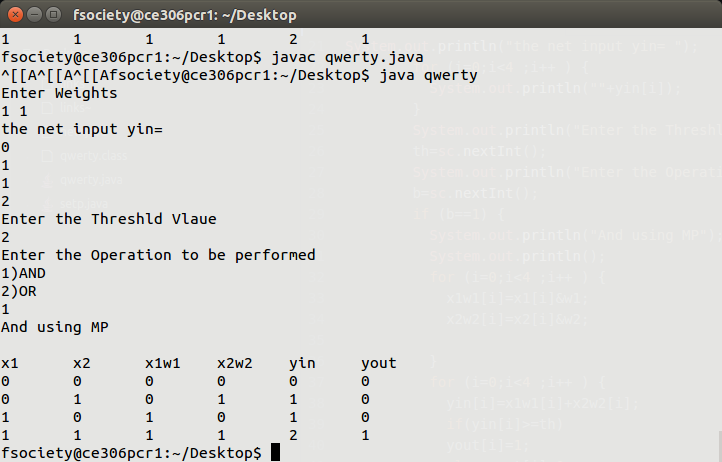 fsociety@ce306pcr1: ~/Desktop
1 1 1 1 2 1
fsociety@ce306pcr1:~/Desktop$ javac qwerty.java
^[[A^[[A^[[Afsociety@ce306pcr1:~/Desktop$ java qwerty
Enter Weights
1 1
the net input yin=
0
1
1
2
Enter the Threshld Vlaue
2
Enter the Operation to be performed
1)AND
2)OR
1
And using MP
x1 x2 x1w1 x2w2 yin yout
0 0 0 0 0 0
0 1 0 1 1 0
1 0 1 0 1 0
1 1 1 1 2 1
fsociety@ce306pcr1:~/Desktop$